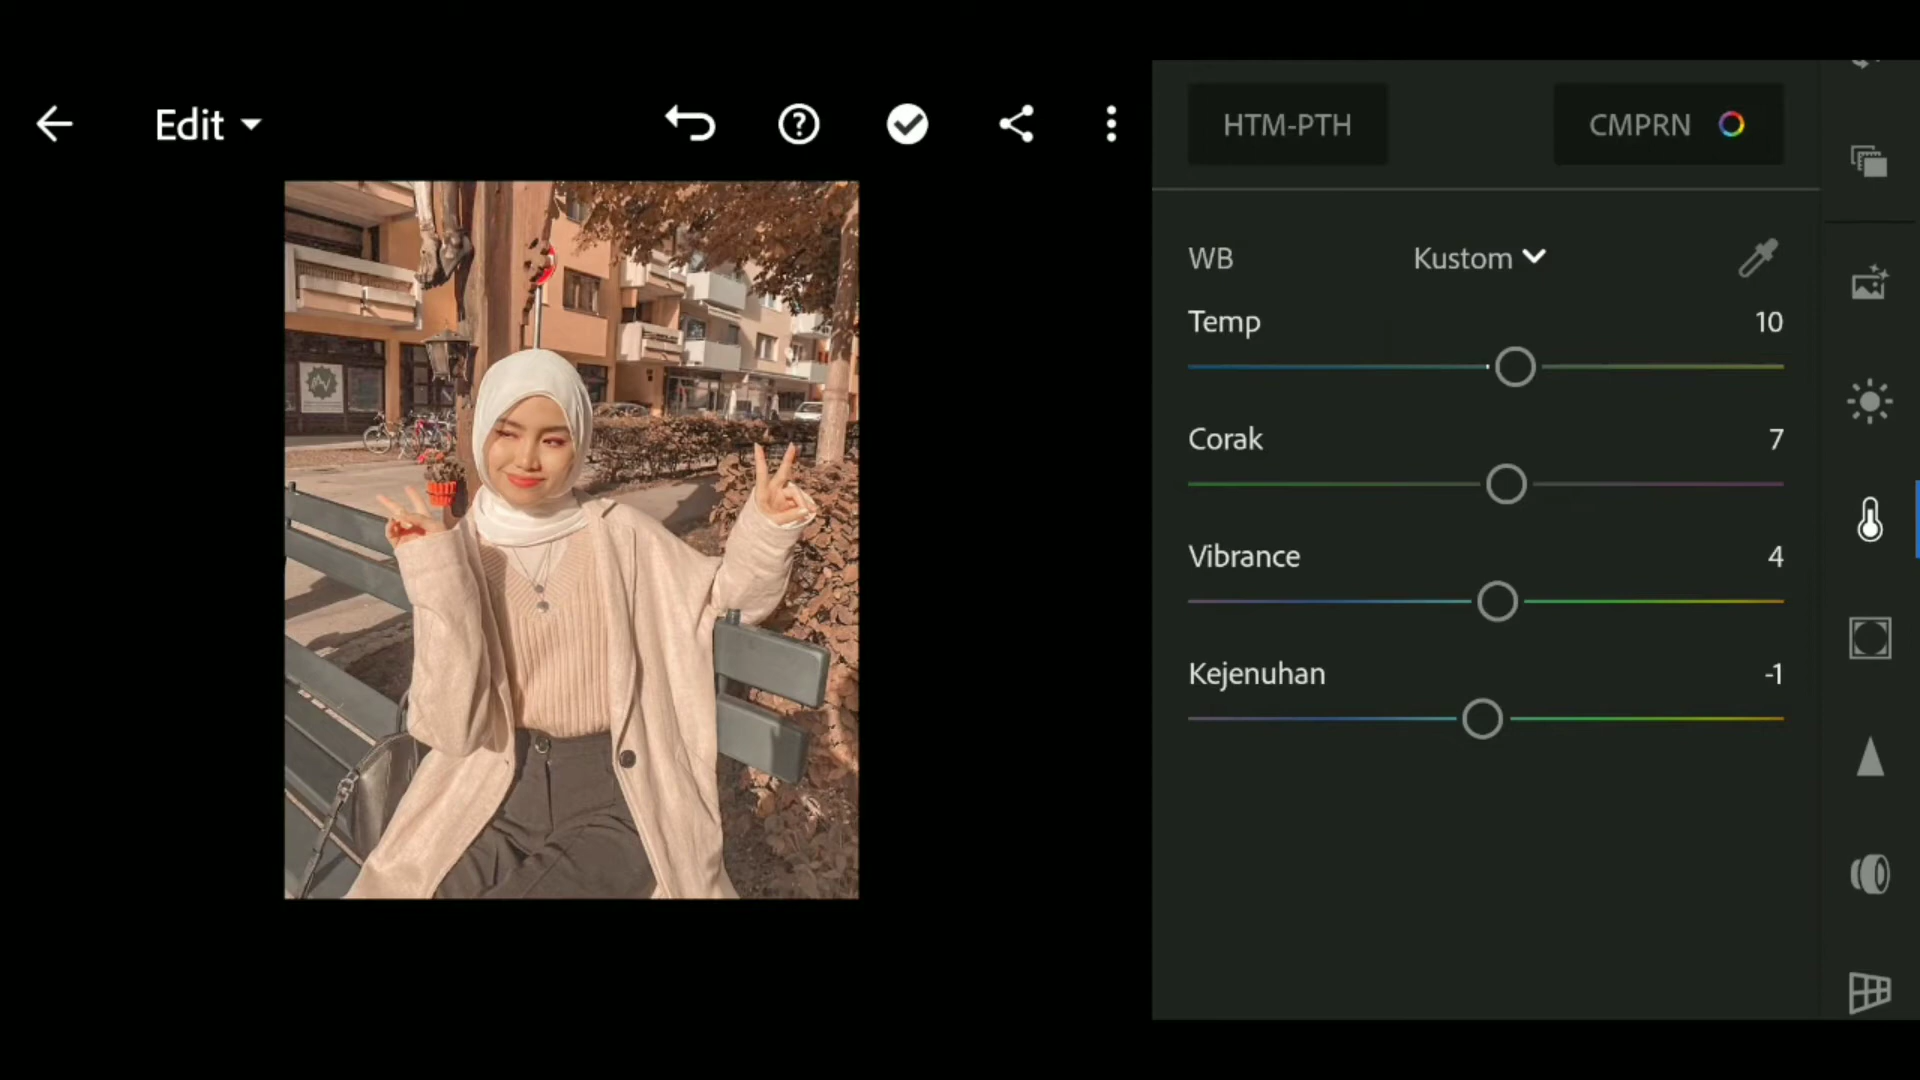 Edit
HTM-PTH
CMPRN
WB
Kustom
Temp
10
Corak
7
Vibrance
4
Kejenuhan
-1